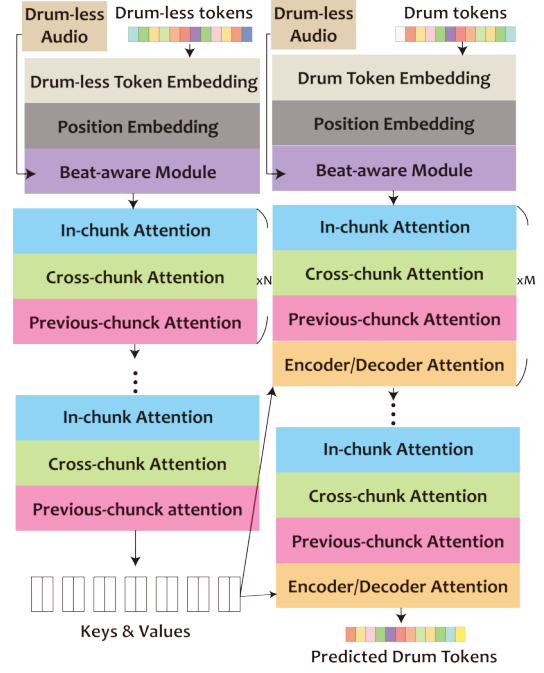 Drum-less
Audio
Drum-less tokens
Drum-less Token Embedding
Position Embedding
Beat-aware Module
In-chunk Attention
Cross-chunk Attention
Previous-chunck Attention
xN
In-chunk Attention
Cross-chunk Attention
Previous-chunck attention
Keys & Values
Drum-less
Audio
Drum tokens
Drum Token Embedding
Position Embedding
Beat-aware Module
In-chunk Attention
Cross-chunk Attention
Previous-chunck Attention
Encoder/Decoder Attention
xM
In-chunk Attention
Cross-chunk Attention
Previous-chunck Attention
Encoder/Decoder Attention
Predicted Drum Tokens